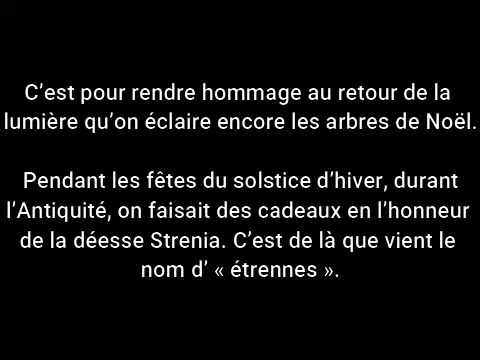 C’est pour rendre hommage au retour de la
lumière qu’on éclaire encore les arbres de Noël.
Pendant les fêtes du solstice d’hiver, durant
l’Antiquité, on faisait des cadeaux en l’honneur
de la déesse Strenia. C’est de là que vient le
nom d’ « étrennes ».